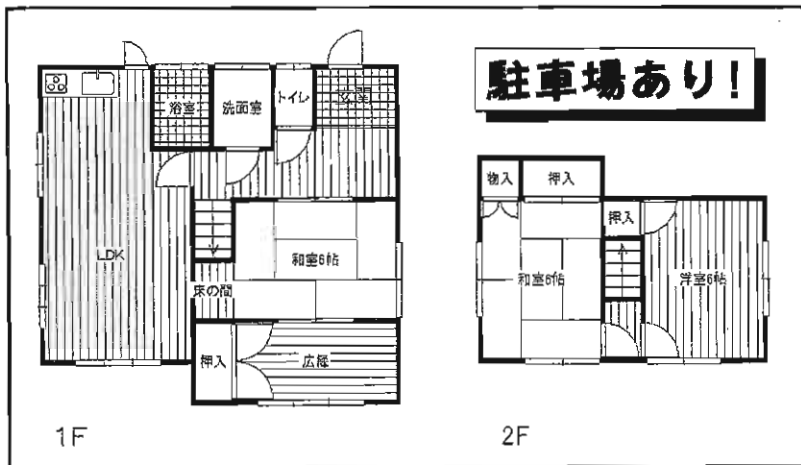 駐車場あり!
浴室
洗面室
トイレ
玄関
LDK
和室6帖
床の間
押入
広縁
1F
物入
押入
押入
和室6帖
洋室6帖
2F